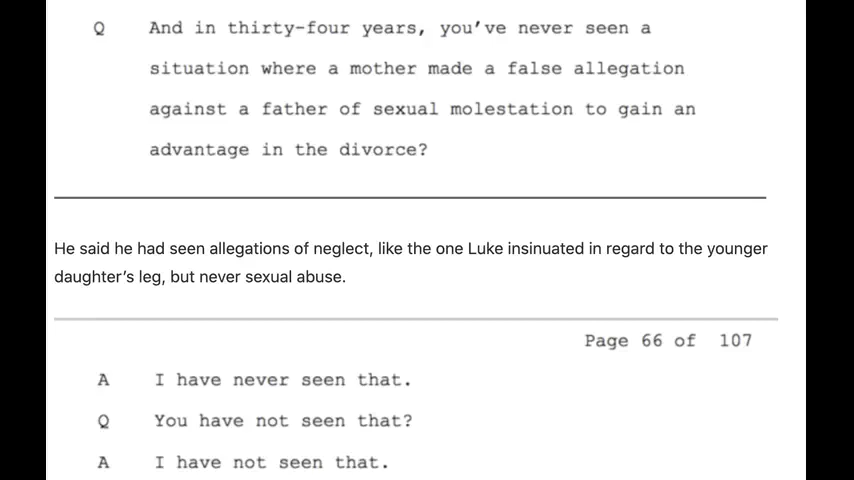 Q And in thirty-four years, you've never seen a
situation where a mother made a false allegation
against a father of sexual molestation to gain an
advantage in the divorce?
He said he had seen allegations of neglect, like the one Luke insinuated in regard to the younger
daughter’s leg, but never sexual abuse.
Page 66 of 107
A I have never seen that.
Q You have not seen that?
A I have not seen that.